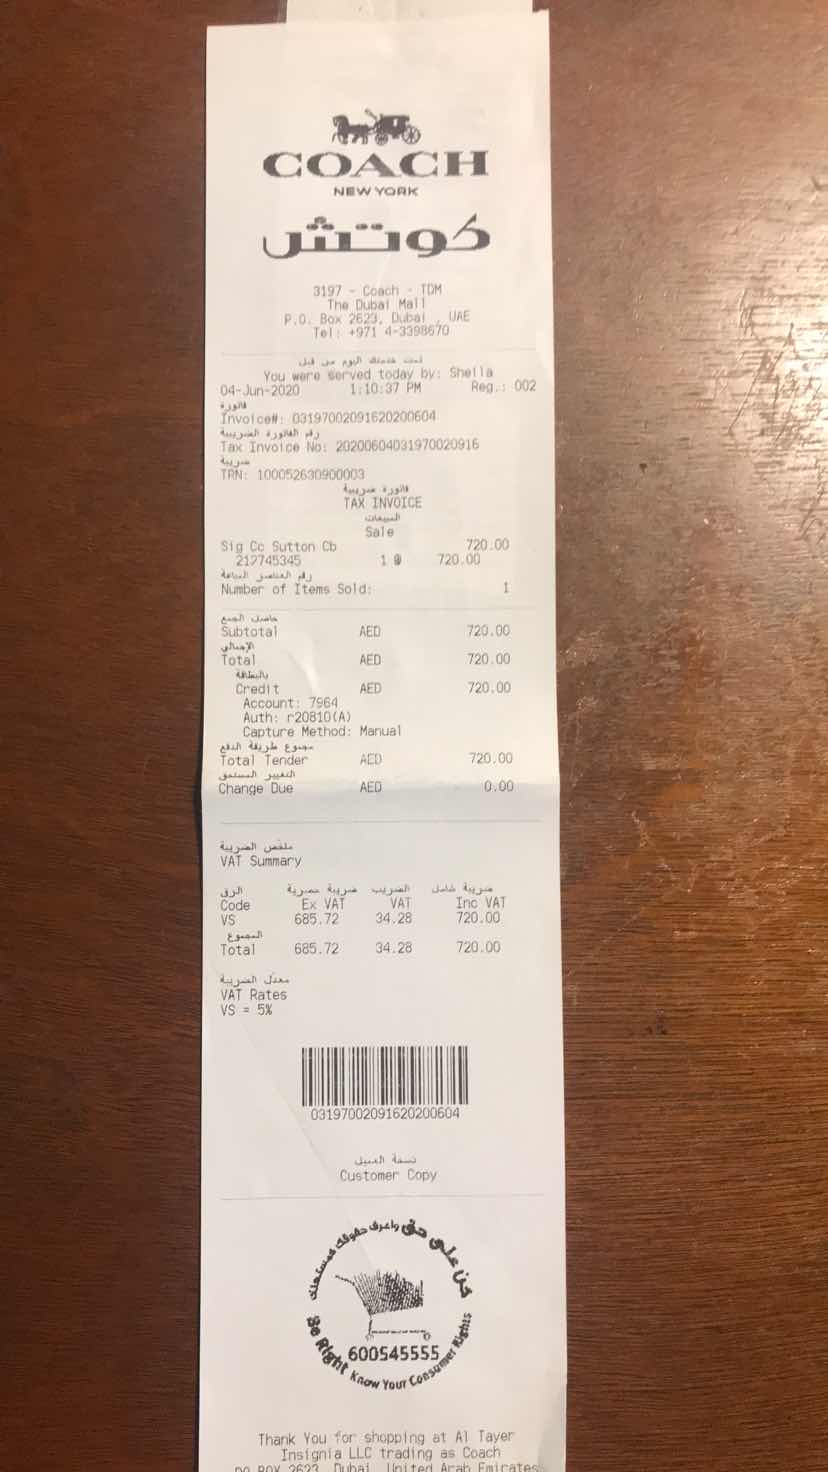 COACH
NEW YORK
كوتش
3197 - Coach - TDM
The Dubai Mall
P.O. Box 2623, Dubai , UAE
Tel: +971 4-3398670
تمت خدمتك اليوم من قبل
You were served today by: Sheila
04-Jun-2020 1:10:37 PM Reg.: 002
فاتورة
Invoice#: 03197002091620200604
رقم الفاتورة الضريبية
Tax Invoice No: 20200604031970020916
ضريبة
TRN: 100052630900003
فاتورة ضريبية
TAX INVOICE
المبيعات
Sale
Sig Cc Sutton Cb 720.00
212745345 1 @ 720.00
رقم العناصر المباعة
Number of Items Sold: 1
حاصل الجمع
Subtotal AED 720.00
الإجمالي
Total AED 720.00
بالبطاقة
Credit AED 720.00
Account: 7964
Auth: r20810(A)
Capture Method: Manual
مجموع طريقة الدفع
Total Tender AED 720.00
التغيير المستحق
Change Due AED 0.00
ملخص الضريبة
VAT Summary
ضريبة حصرية الضريب ضريبة شامل
Code Ex VAT VAT Inc VAT
VS 685.72 34.28 720.00
المجموع
Total 685.72 34.28 720.00
معدل الضريبة
VAT Rates
VS = 5%
03197002091620200604
نسخة العميل
Customer Copy
كن على حق واعرف حقوقك كمستهلك
600545555
Be Right Know Your Consumer Rights
Thank You for shopping at Al Tayer
Insignia LLC trading as Coach
PO BOX 2623, Dubai, United Arab Emirates